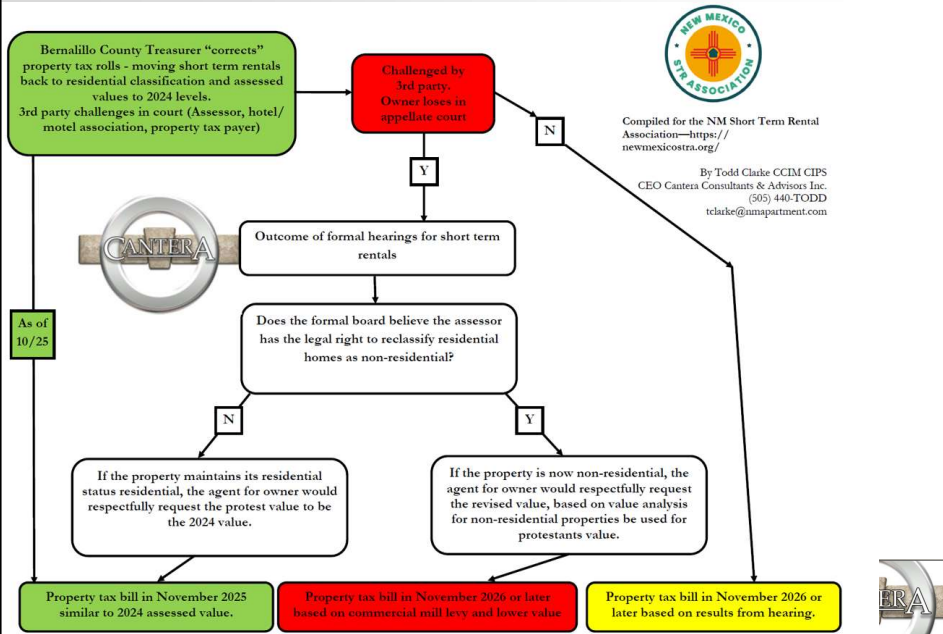 Bernalillo County Treasurer “corrects”
property tax rolls - moving short term rentals
back to residential classification and assessed
values to 2024 levels.
3rd party challenges in court (Assessor, hotel/
motel association, property tax payer)
Challenged by
3rd party.
Owner loses in
appellate court
NEW MEXICO
STR ASSOCIATION
N
Compiled for the NM Short Term Rental
Association—https://
newmexicostra.org/
By Todd Clarke CCIM CIPS
CEO Cantera Consultants & Advisors Inc.
(505) 440-TODD
tclarke@nmapartment.com
Y
CANTERA
Outcome of formal hearings for short term
rentals
As of
10/25
Does the formal board believe the assessor
has the legal right to reclassify residential
homes as non-residential?
N
Y
If the property maintains its residential
status residential, the agent for owner would
respectfully request the protest value to be
the 2024 value.
If the property is now non-residential, the
agent for owner would respectfully request
the revised value, based on value analysis
for non-residential properties be used for
protestants value.
Property tax bill in November 2025
similar to 2024 assessed value.
Property tax bill in November 2026 or later
based on commercial mill levy and lower value
Property tax bill in November 2026 or
later based on results from hearing.
ERA